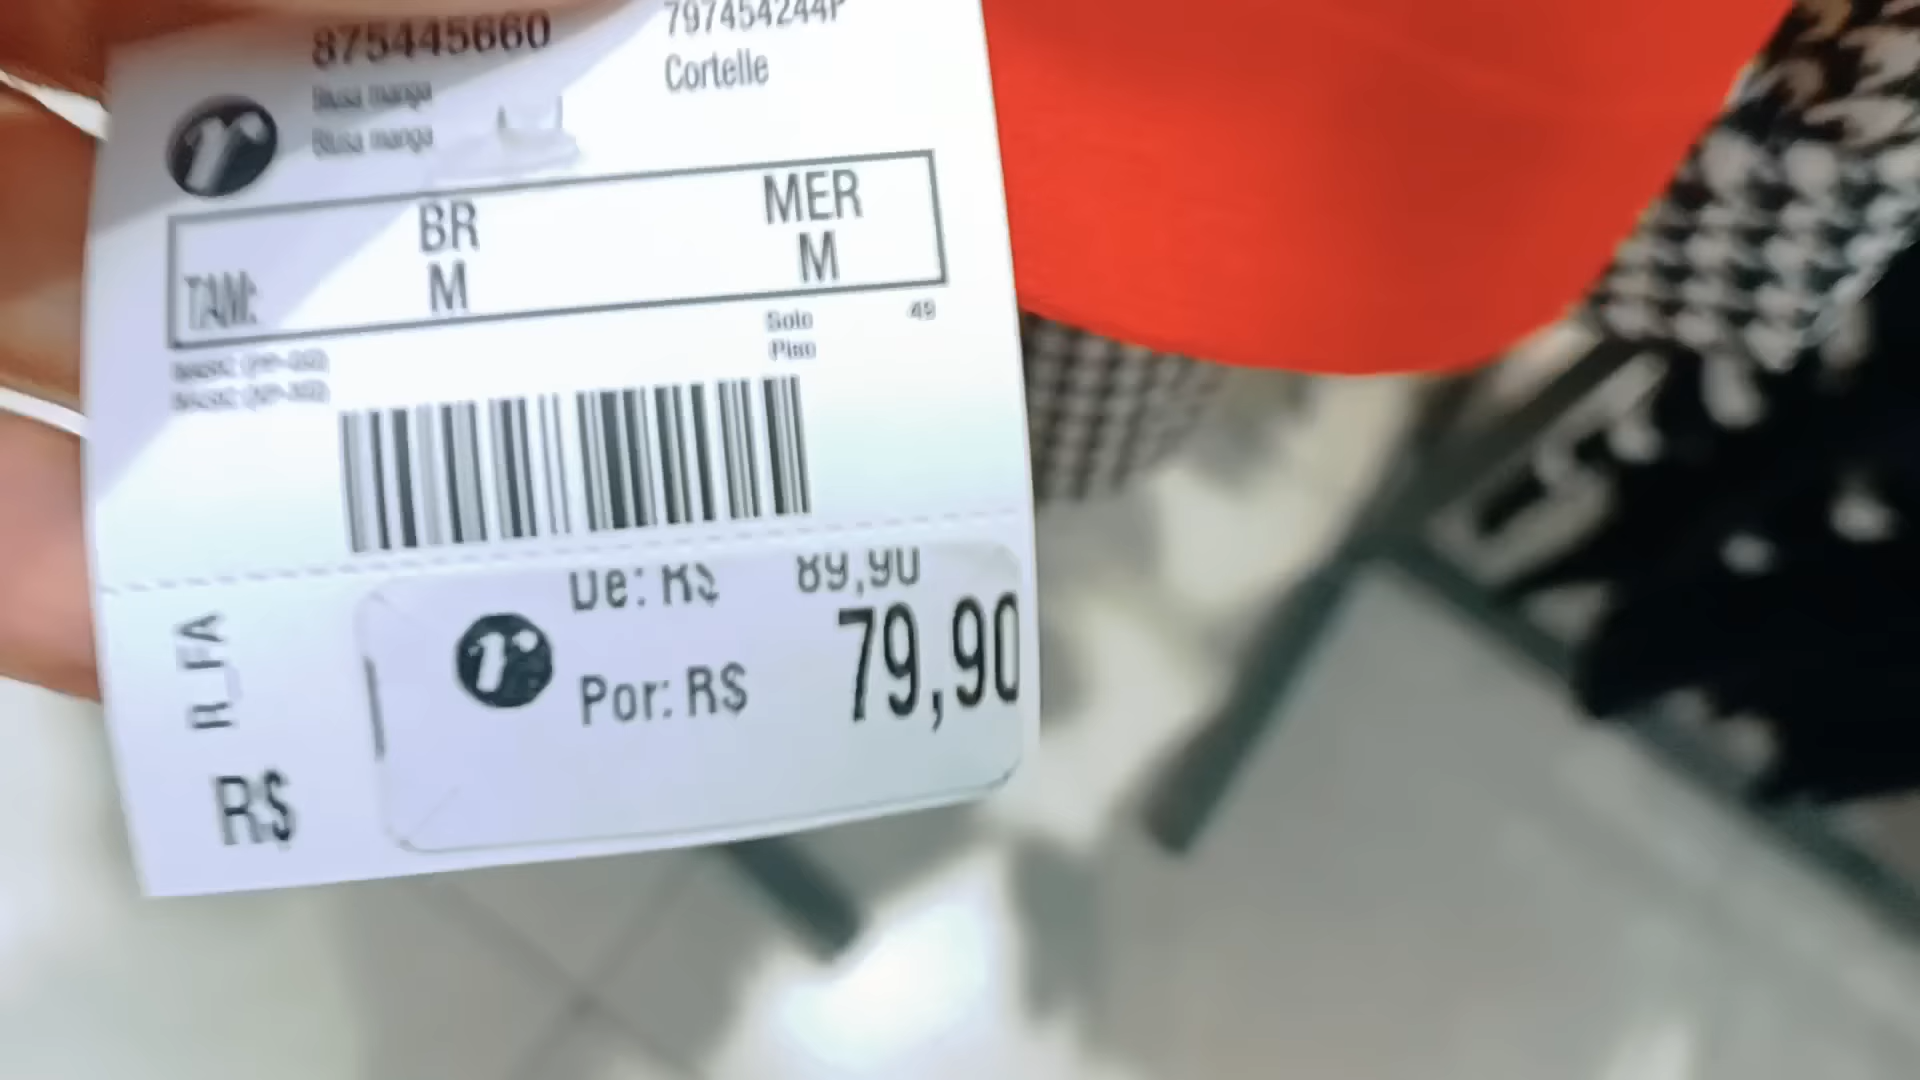 875445660
797454244P
Cortelle
Blusa manga
Blusa manga
BR
MER
TAM:
M
M
Solo
49
Piso
De: R$ 89,90
Por: R$ 79,90
R_FA
R$